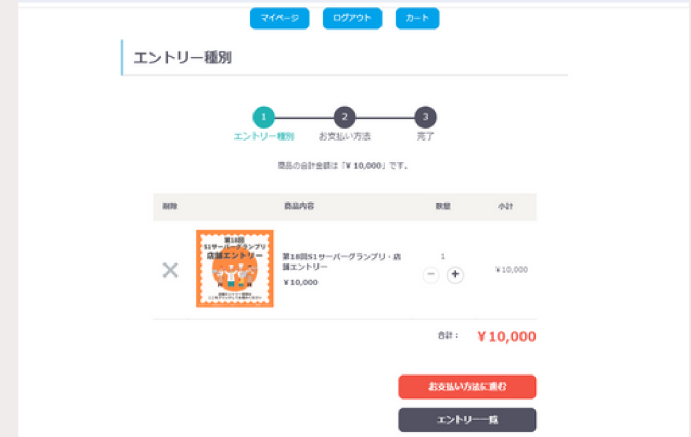 マイページ ログアウト カート
エントリー種別
1 2 3
エントリー種別 お支払い方法 完了
商品の合計金額は「¥ 10,000」です。
削除 商品内容 数量 小計
第18回
S1サーバーグランプリ
店舗エントリー
第18回S1サーバーグランプリ・店
舗エントリー
¥ 10,000
1
¥ 10,000
合計：
¥ 10,000
お支払い方法に進む
エントリー一覧